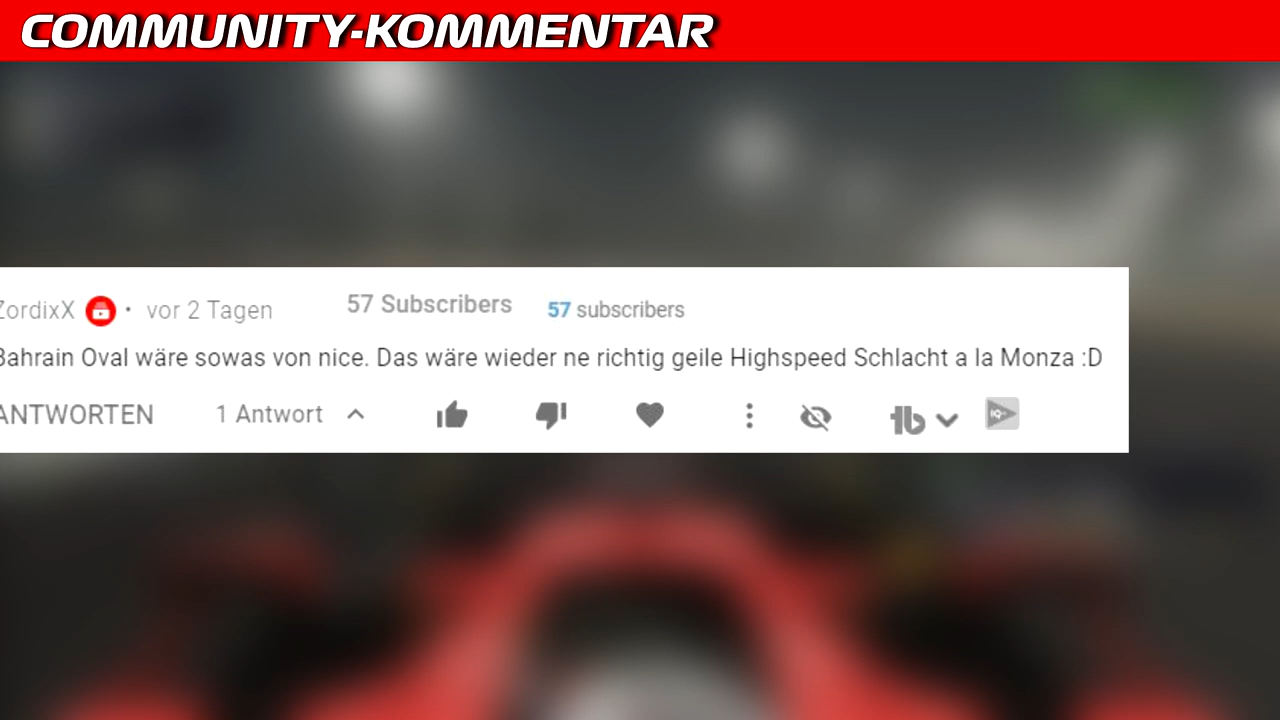 COMMUNITY-KOMMENTAR
ZordixX • vor 2 Tagen 57 Subscribers 57 subscribers
Bahrain Oval wäre sowas von nice. Das wäre wieder ne richtig geile Highspeed Schlacht a la Monza :D
ANTWORTEN 1 Antwort